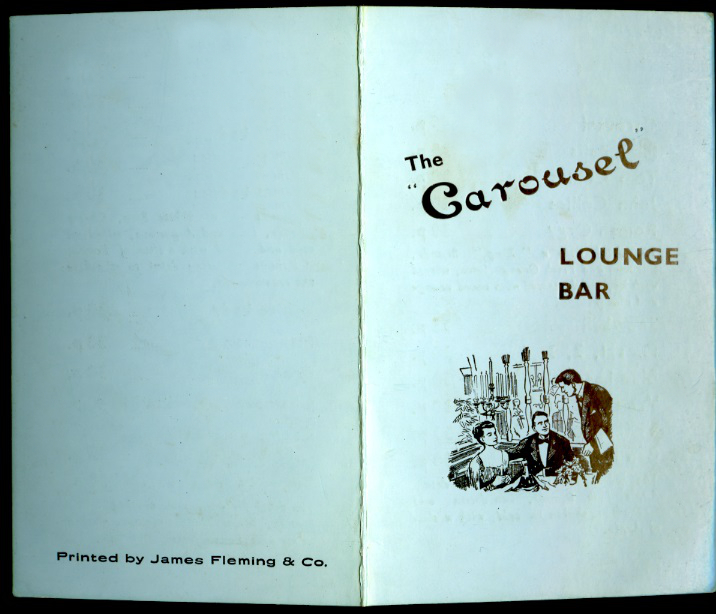 Printed by James Fleming & Co.
The
"Carousel"
LOUNGE
BAR